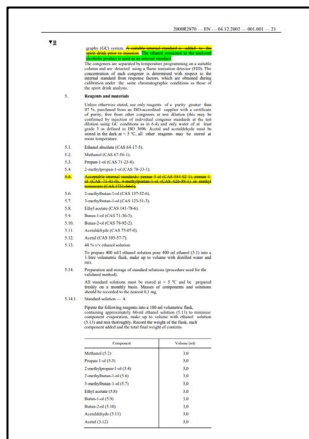 2000R2870 — EN — 04.12.2002 — 001.001 — 21
▼B
graphy (GC) system. A suitable internal standard is added to the
spirit drink prior to injection. The ethanol contained in the
alcoholic product is used as an internal standard.
The congeners are separated by temperature programming on a suitable
column and are detected using a flame ionisation detector (FID). The
concentration of each congener is determined with respect to the
internal standard from response factors, which are obtained during
calibration under the same chromatographic conditions as those of
the spirit drink analysis.
5. Reagents and materials
Unless otherwise stated, use only reagents of a purity greater than
97 %, purchased from an ISO-accredited supplier with a certificate
of purity, free from other congeners at test dilution (this may be
confirmed by injection of individual congener standards at the test
dilution using GC conditions as in 6.4) and only water of at least
grade 3 as defined in ISO 3696. Acetal and acetaldehyde must be
stored in the dark at < 5 °C, all other reagents may be stored at
room temperature.
5.1. Ethanol absolute (CAS 64-17-5).
5.2. Methanol (CAS 67-56-1).
5.3. Propan-1-ol (CAS 71-23-8).
5.4. 2-methylpropan-1-ol (CAS 78-33-1).
5.5. Acceptable internal standards: pentan-3-ol (CAS 584-02-1), pentan-1-
ol (CAS 71-41-0), 4-methylpentan-1-ol (CAS 626-89-1) or methyl
nonanoate (CAS 1731-84-6).
5.6. 2-methylbutan-1-ol (CAS 137-32-6).
5.7. 3-methylbutan-1-ol (CAS 123-51-3).
5.8. Ethyl acetate (CAS 141-78-6).
5.9. Butan-1-ol (CAS 71-36-3).
5.10. Butan-2-ol (CAS 78-92-2).
5.11. Acetaldehyde (CAS 75-07-0).
5.12. Acetal (CAS 105-57-7).
5.13. 40 % v/v ethanol solution
To prepare 400 ml/l ethanol solution pour 400 ml ethanol (5.1) into a
1-litre volumetric flask, make up to volume with distilled water and
mix.
5.14. Preparation and storage of standard solutions (procedure used for the
validated method)
All standard solutions must be stored at < 5 °C and be prepared
freshly on a monthly basis. Masses of components and solutions
should be recorded to the nearest 0,1 mg.
5.14.1. Standard solution — A
Pipette the following reagents into a 100 ml volumetric flask,
containing approximately 60 ml ethanol solution (5.13) to minimise
component evaporation, make up to volume with ethanol solution
(5.13) and mix thoroughly. Record the weight of the flask, each
component added and the total final weight of contents.
Component Volume (ml)
Methanol (5.2) 3,0
Propan-1-ol (5.3) 3,0
2-methylpropan-1-ol (5.4) 3,0
2-methylbutan-1-ol (5.6) 3,0
3-methylbutan-1-ol (5.7) 3,0
Ethyl acetate (5.8) 3,0
Butan-1-ol (5.9) 3,0
Butan-2-ol (5.10) 3,0
Acetaldehyde (5.11) 3,0
Acetal (5.12) 3,0